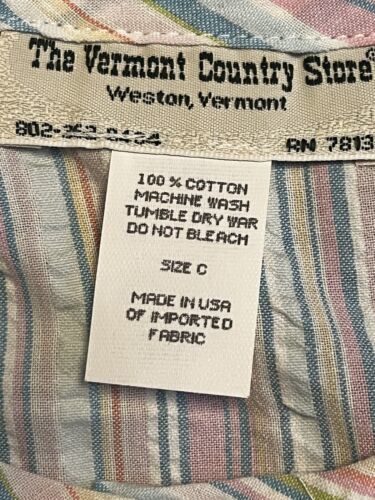 The Vermont Country Store®
Weston, Vermont
RN 7813
100 % COTTON
MACHINE WASH
TUMBLE DRY WAR
DO NOT BLEACH
SIZE C
MADE IN USA
OF IMPORTED
FABRIC